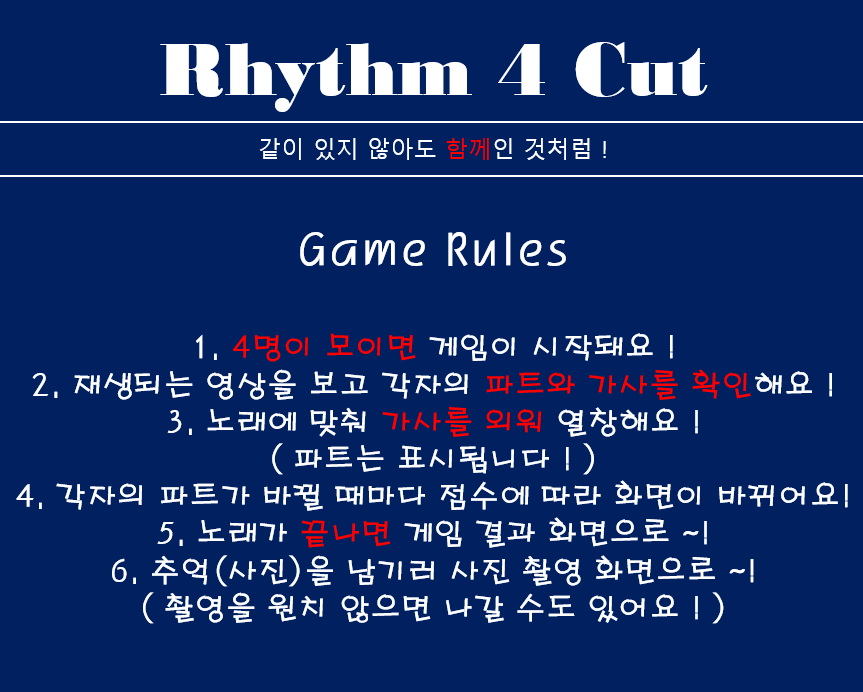 Rhythm 4 Cut
같이 있지 않아도 함께인 것처럼 !
Game Rules
1. 4명이 모이면 게임이 시작돼요 !
2. 재생되는 영상을 보고 각자의 파트와 가사를 확인해요 !
3. 노래에 맞춰 가사를 외워 열창해요 !
( 파트는 표시됩니다 ! )
4. 각자의 파트가 바뀔 때마다 점수에 따라 화면이 바뀌어요!
5. 노래가 끝나면 게임 결과 화면으로 ~!
6. 추억(사진)을 남기러 사진 촬영 화면으로 ~!
( 촬영을 원치 않으면 나갈 수도 있어요 ! )